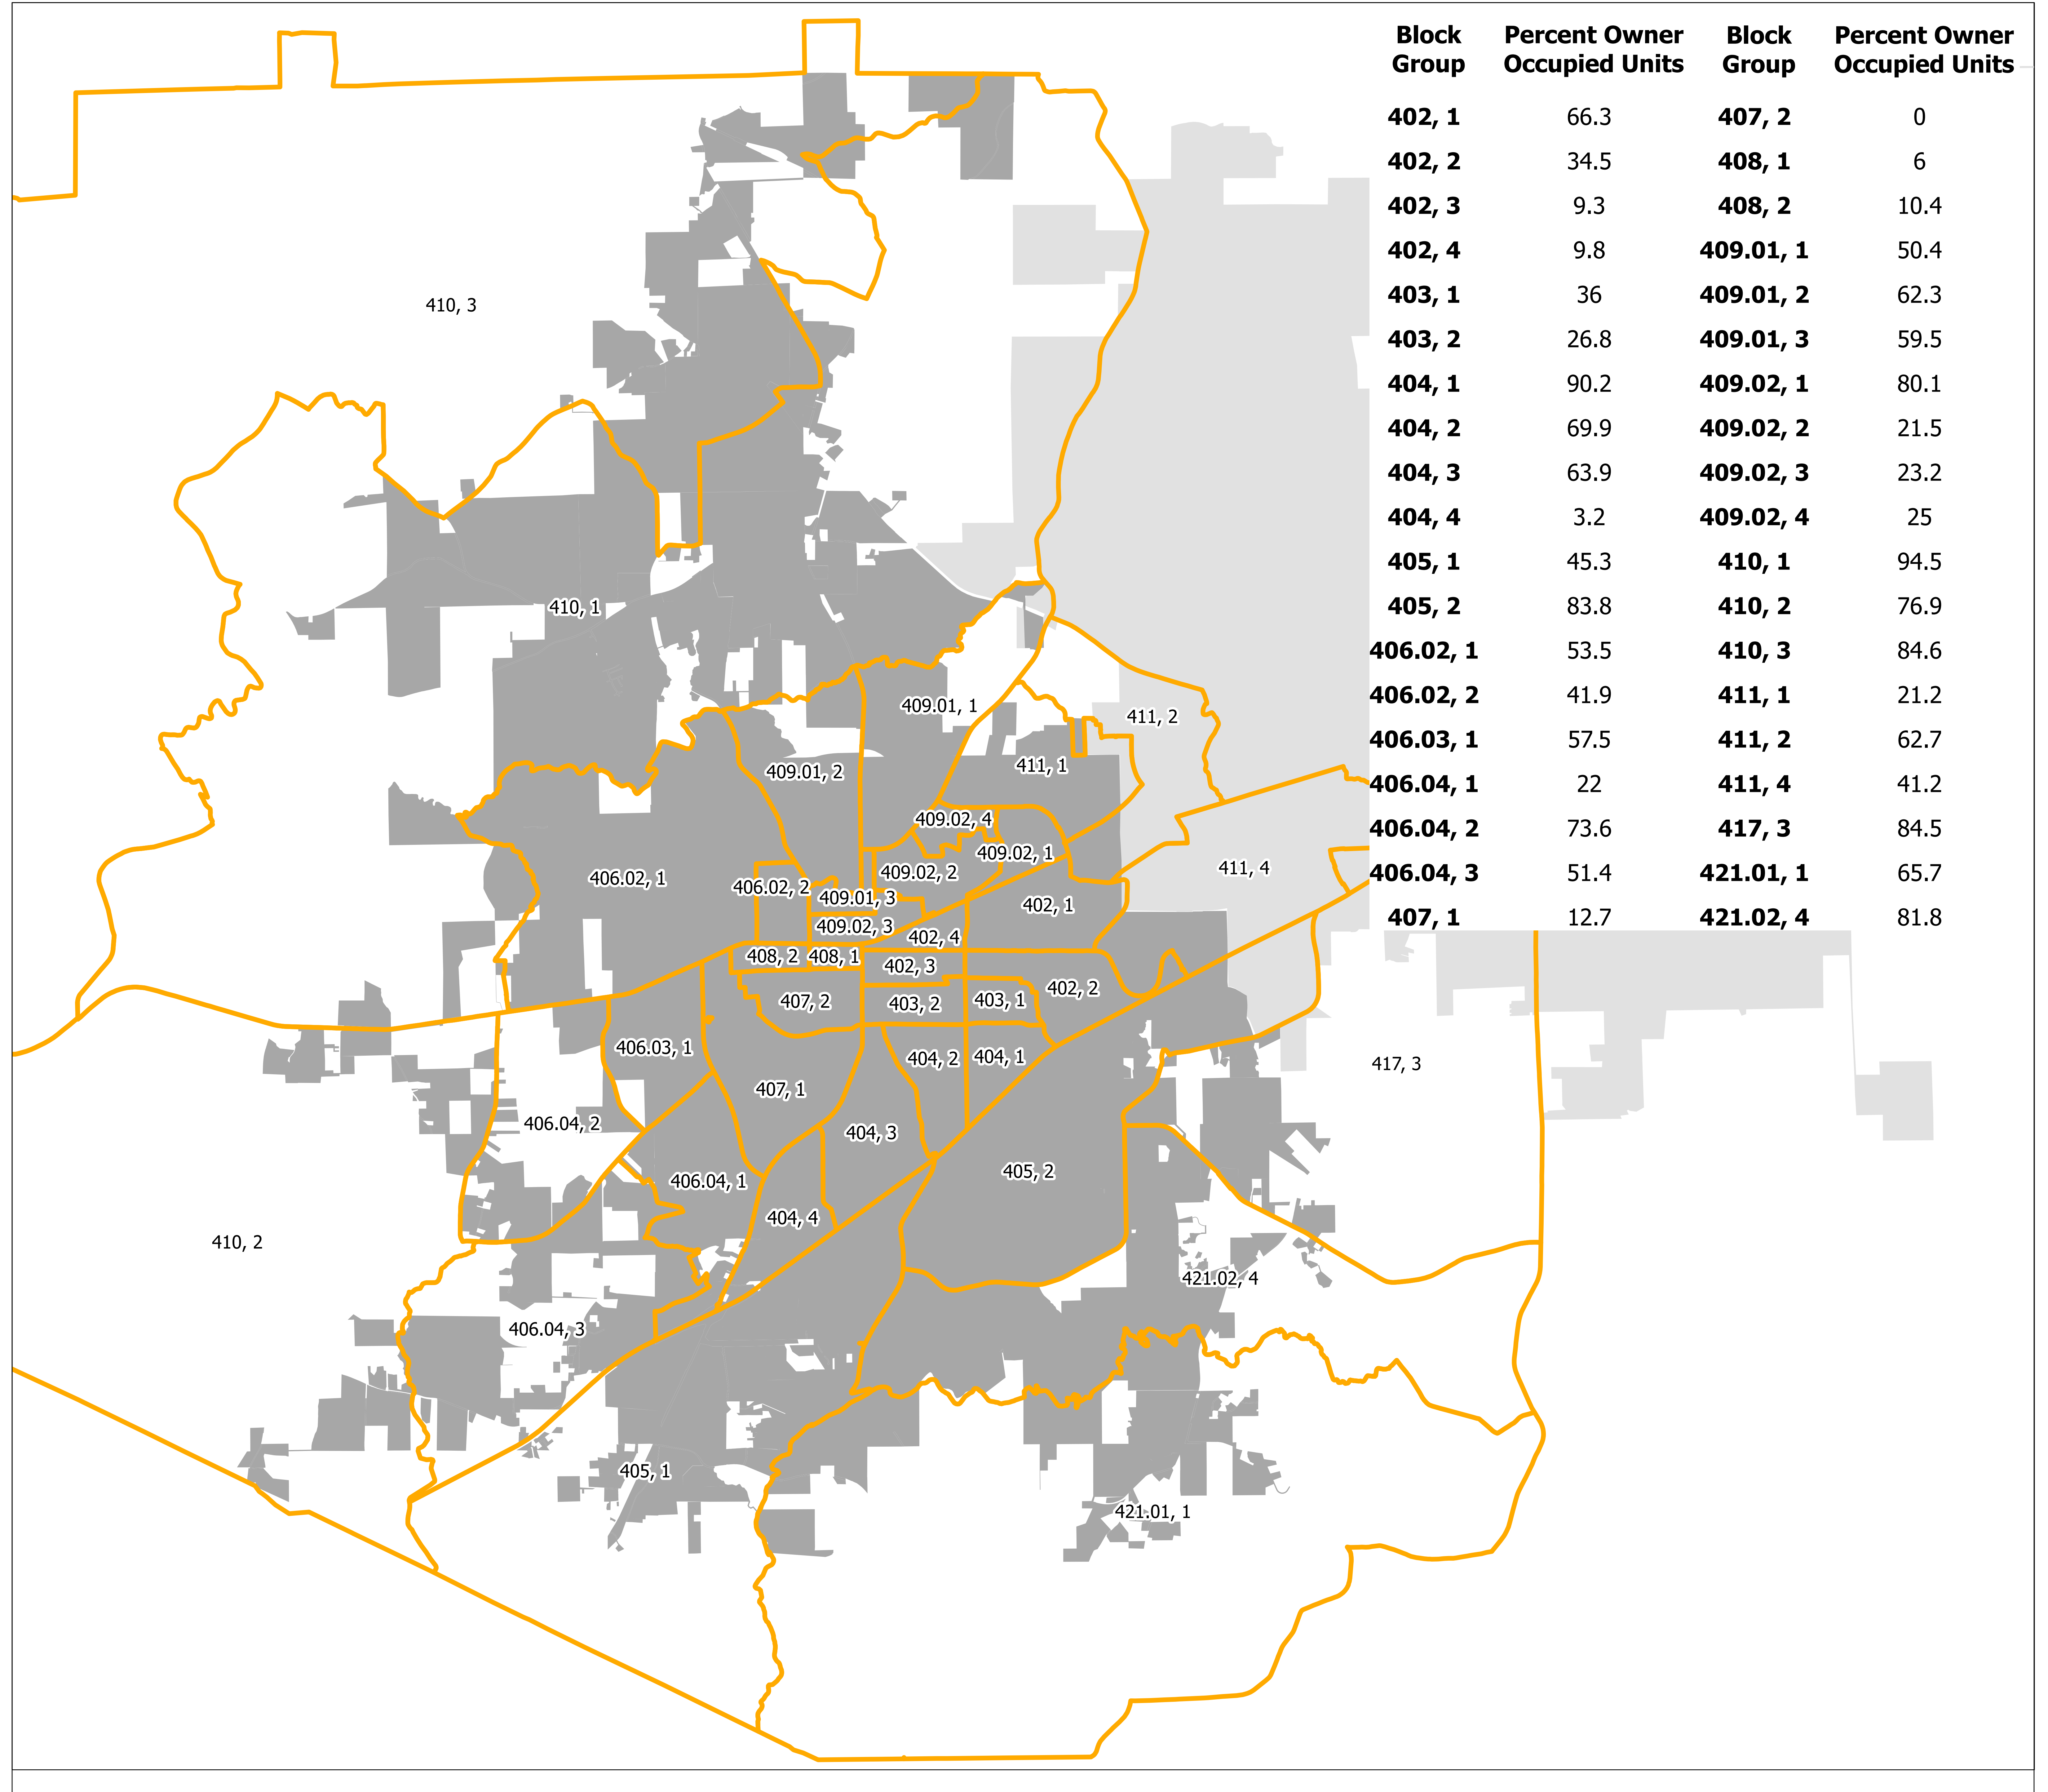 Block Percent Owner Block Percent Owner
Group Occupied Units Group Occupied Units
402, 1 66.3 407, 2 0
402, 2 34.5 408, 1 6
402, 3 9.3 408, 2 10.4
402, 4 9.8 409.01, 1 50.4
403, 1 36 409.01, 2 62.3
403, 2 26.8 409.01, 3 59.5
404, 1 90.2 409.02, 1 80.1
404, 2 69.9 409.02, 2 21.5
404, 3 63.9 409.02, 3 23.2
404, 4 3.2 409.02, 4 25
405, 1 45.3 410, 1 94.5
405, 2 83.8 410, 2 76.9
406.02, 1 53.5 410, 3 84.6
406.02, 2 41.9 411, 1 21.2
406.03, 1 57.5 411, 2 62.7
406.04, 1 22 411, 4 41.2
406.04, 2 73.6 417, 3 84.5
406.04, 3 51.4 421.01, 1 65.7
407, 1 12.7 421.02, 4 81.8
410, 3
410, 1
409.01, 1
411, 2
409.01, 2
411, 1
409.02, 4
409.02, 1
409.02, 2
411, 4
406.02, 1
406.02, 2
409.01, 3
402, 1
409.02, 3
402, 4
408, 2
408, 1
402, 3
402, 2
407, 2
403, 2
403, 1
406.03, 1
404, 2
404, 1
417, 3
407, 1
406.04, 2
404, 3
405, 2
406.04, 1
404, 4
410, 2
421.02, 4
406.04, 3
405, 1
421.01, 1